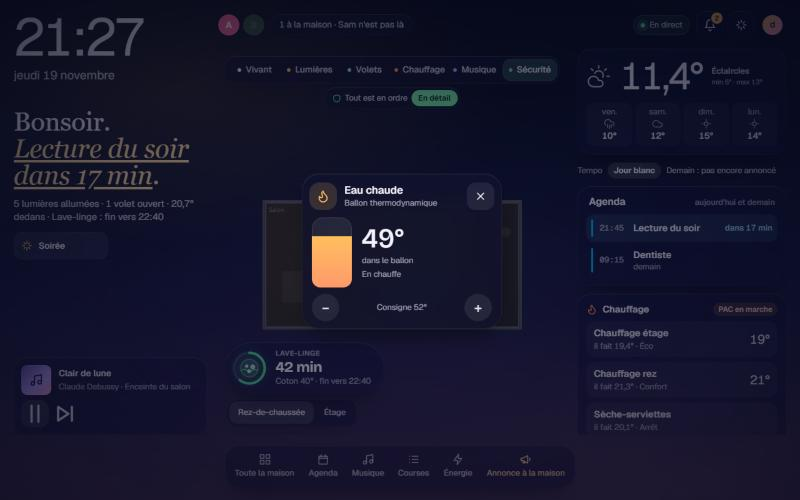 21:27
jeudi 19 novembre
Bonsoir.
Lecture du soir
dans 17 min.
5 lumières allumées · 1 volet ouvert · 20,7°
dedans · Lave-linge : fin vers 22:40
Soirée
Clair de lune
Claude Debussy · Enceinte du salon
A
1 à la maison · Sam n'est pas là
Vivant
Lumières
Volets
Chauffage
Musique
Sécurité
Tout est en ordre
En détail
Salon
Eau chaude
Ballon thermodynamique
49°
dans le ballon
En chauffe
Consigne 52°
LAVE-LINGE
42 min
Coton 40° · fin vers 22:40
Rez-de-chaussée
Étage
Toute la maison
Agenda
Musique
Courses
Énergie
Annonce à la maison
En direct
2
d
11,4°
Éclaircies
min 5° · max 13°
ven.
10°
sam.
12°
dim.
15°
lun.
14°
Tempo
Jour blanc
Demain : pas encore annoncé
Agenda
aujourd'hui et demain
21:45
Lecture du soir
dans 17 min
09:15
Dentiste
demain
Chauffage
PAC en marche
Chauffage étage
il fait 19,4° · Éco
19°
Chauffage rez
il fait 21,3° · Confort
21°
Sèche-serviettes
il fait 20,1° · Arrêt